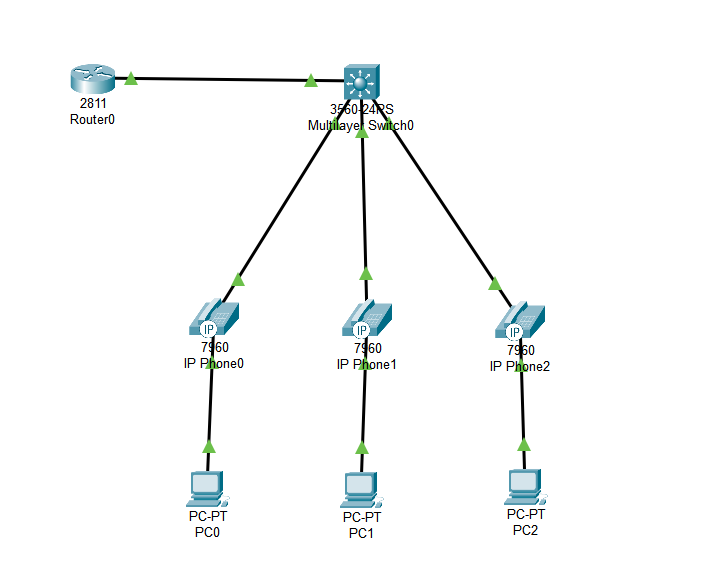 2811
Router0
3560-24PS
Multilayer Switch0
IP
7960
IP Phone0
IP
7960
IP Phone1
IP
7960
IP Phone2
PC-PT
PC0
PC-PT
PC1
PC-PT
PC2